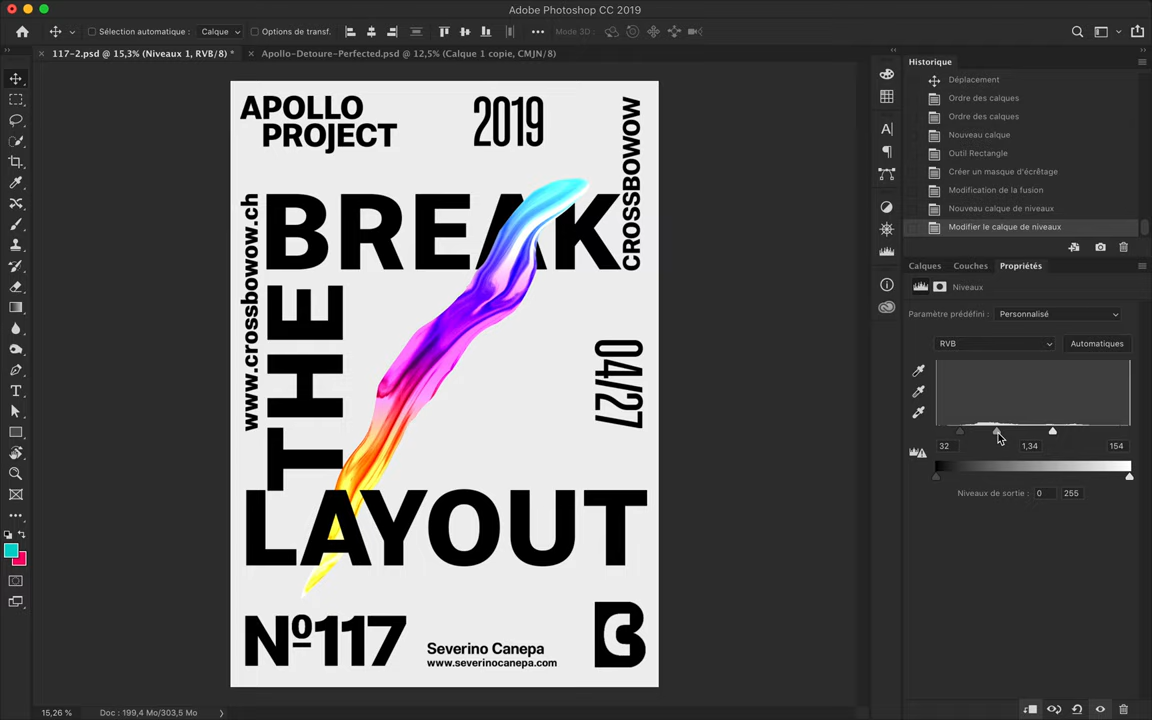 Adobe Photoshop CC 2019
Sélection automatique : Calque Options de transf. Mode 3D :
117-2.psd @ 15,3% (Niveaux 1, RVB/8) * Apollo-Detoure-Perfected.psd @ 12,5% (Calque 1 copie, CMJN/8)
APOLLO
PROJECT
2019
CROSSBOWOW
www.crossbowow.ch
BREAK
THE
04/27
LAYOUT
Nº117
Severino Canepa
www.severinocanepa.com
B
Historique
Déplacement
Ordre des calques
Ordre des calques
Nouveau calque
Outil Rectangle
Créer un masque d'écrêtage
Modification de la fusion
Nouveau calque de niveaux
Modifier le calque de niveaux
Calques Couches Propriétés
Niveaux
Paramètre prédéfini : Personnalisé
RVB Automatiques
32 1,34 154
Niveaux de sortie : 0 255
15,26 % Doc : 199,4 Mo/303,5 Mo